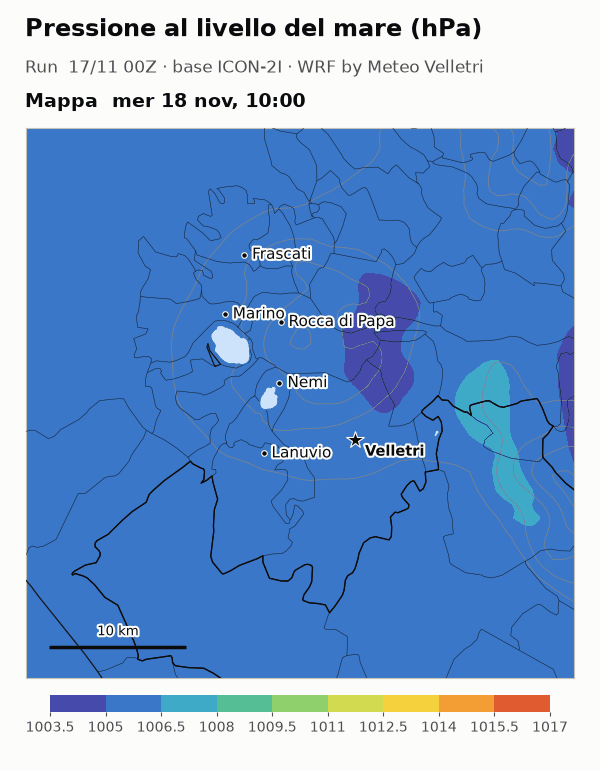 Pressione al livello del mare (hPa)
Run 17/11 00Z · base ICON-2I · WRF by Meteo Velletri
Mappa mer 18 nov, 10:00
Frascati
Marino
Rocca di Papa
Nemi
Velletri
Lanuvio
10 km
1003.5 1005 1006.5 1008 1009.5 1011 1012.5 1014 1015.5 1017